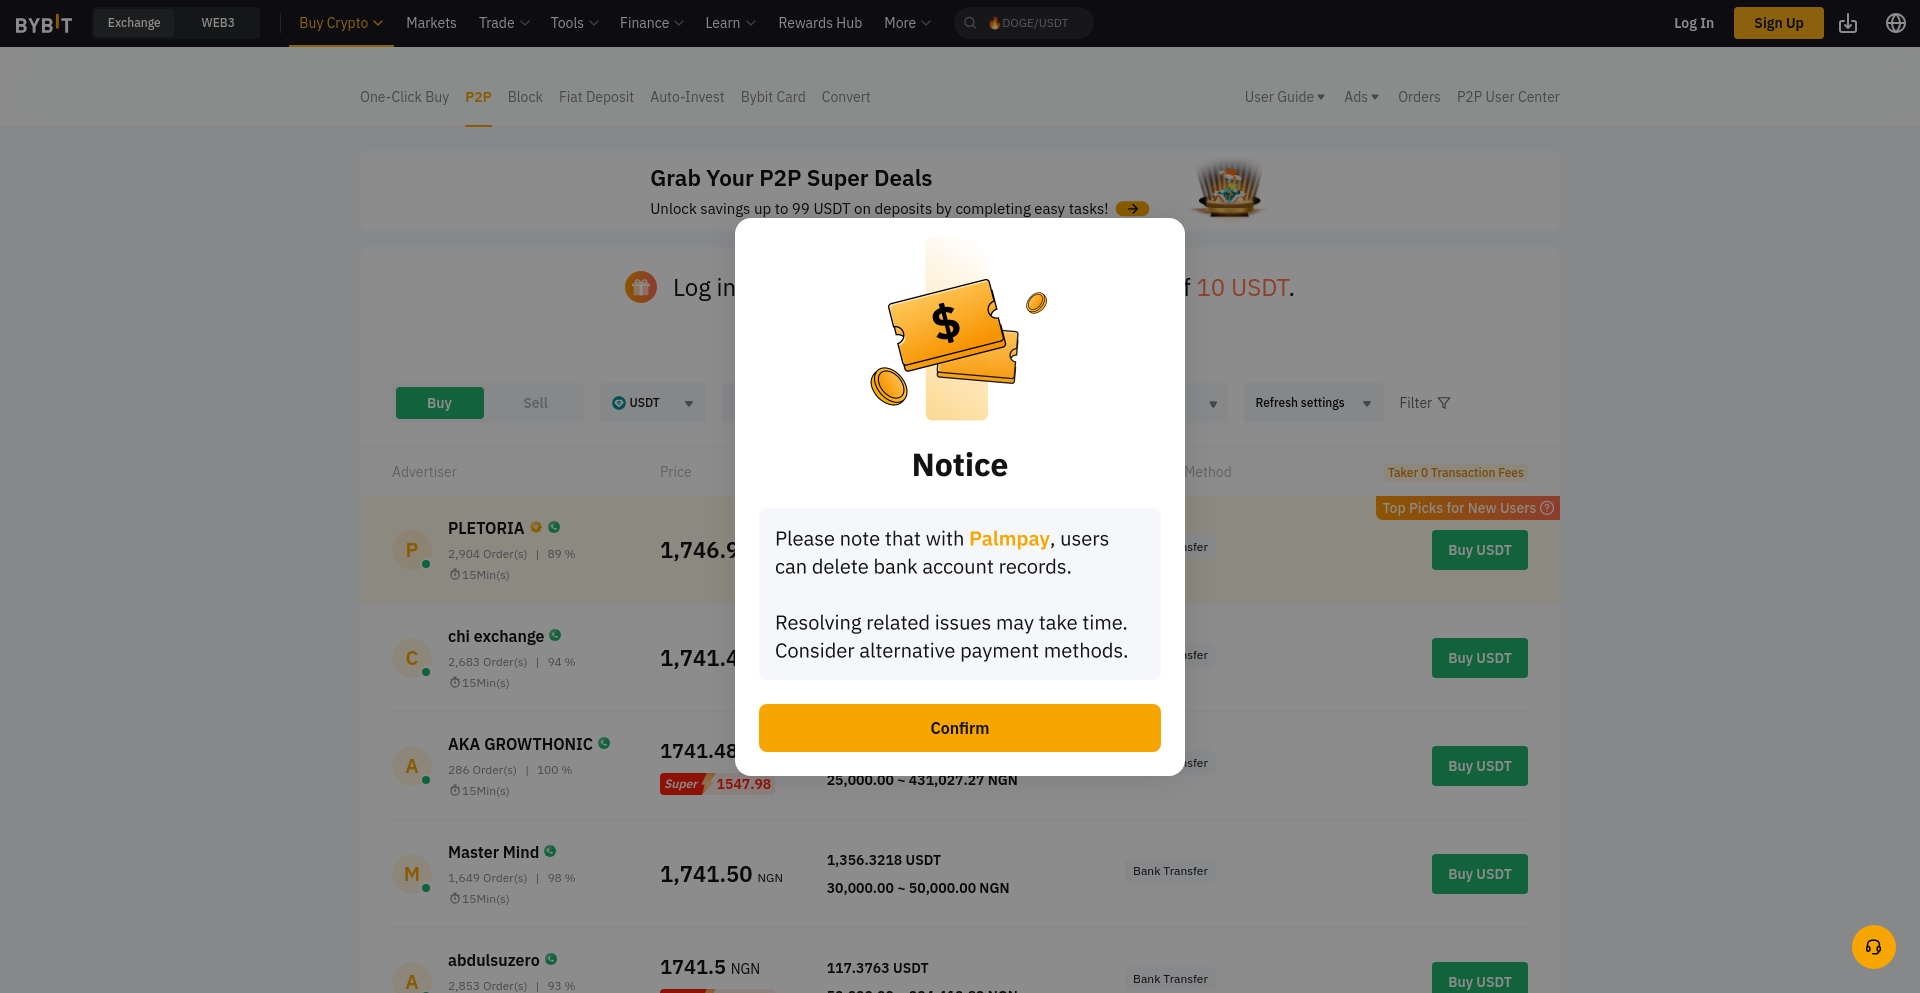 BYBIT Exchange WEB3 Buy Crypto Markets Trade Tools Finance Learn Rewards Hub More DOGE/USDT Log In Sign Up
One-Click Buy P2P Block Fiat Deposit Auto-Invest Bybit Card Convert User Guide Ads Orders P2P User Center
Grab Your P2P Super Deals
Unlock savings up to 99 USDT on deposits by completing easy tasks!
Log in 10 USDT.
Buy Sell USDT Refresh settings Filter
Advertiser Price Method Taker 0 Transaction Fees
Top Picks for New Users
P PLETORIA
2,904 Order(s) | 89 %
15Min(s)
1,746.9
Buy USDT
C chi exchange
2,683 Order(s) | 94 %
15Min(s)
1,741.4
Buy USDT
A AKA GROWTHONIC
286 Order(s) | 100 %
15Min(s)
1741.48
Super 1547.98
25,000.00 ~ 431,027.27 NGN
Buy USDT
M Master Mind
1,649 Order(s) | 98 %
15Min(s)
1,741.50 NGN
1,356.3218 USDT
30,000.00 ~ 50,000.00 NGN
Bank Transfer
Buy USDT
A abdulsuzero
2,853 Order(s) | 93 %
1741.5 NGN
117.3763 USDT
Bank Transfer
Buy USDT
$
Notice
Please note that with Palmpay, users
can delete bank account records.
Resolving related issues may take time.
Consider alternative payment methods.
Confirm